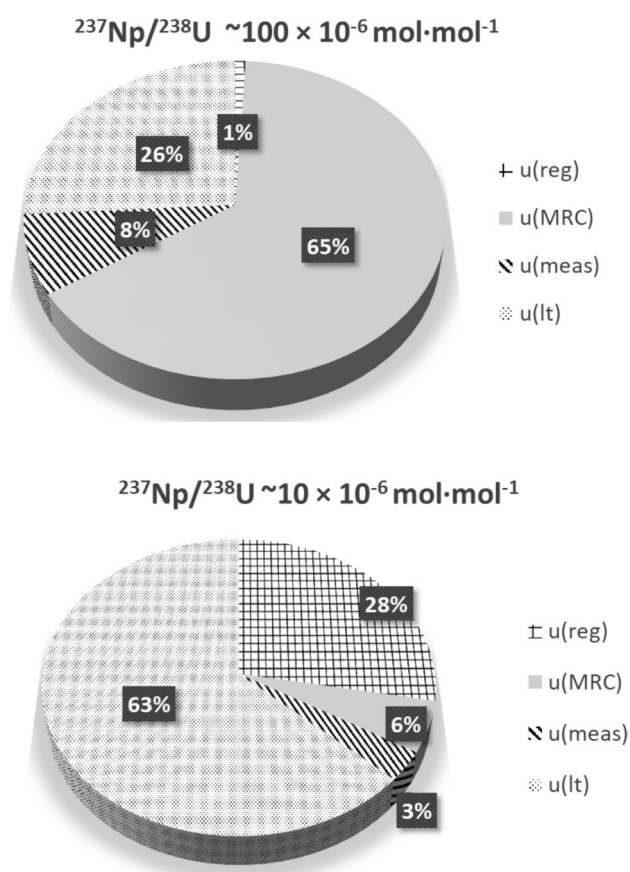 ²³⁷Np/²³⁸U ~100 × 10⁻⁶ mol·mol⁻¹
1%
26%
8%
65%
u(reg)
u(MRC)
u(meas)
u(lt)
²³⁷Np/²³⁸U ~10 × 10⁻⁶ mol·mol⁻¹
28%
63%
6%
3%
u(reg)
u(MRC)
u(meas)
u(lt)